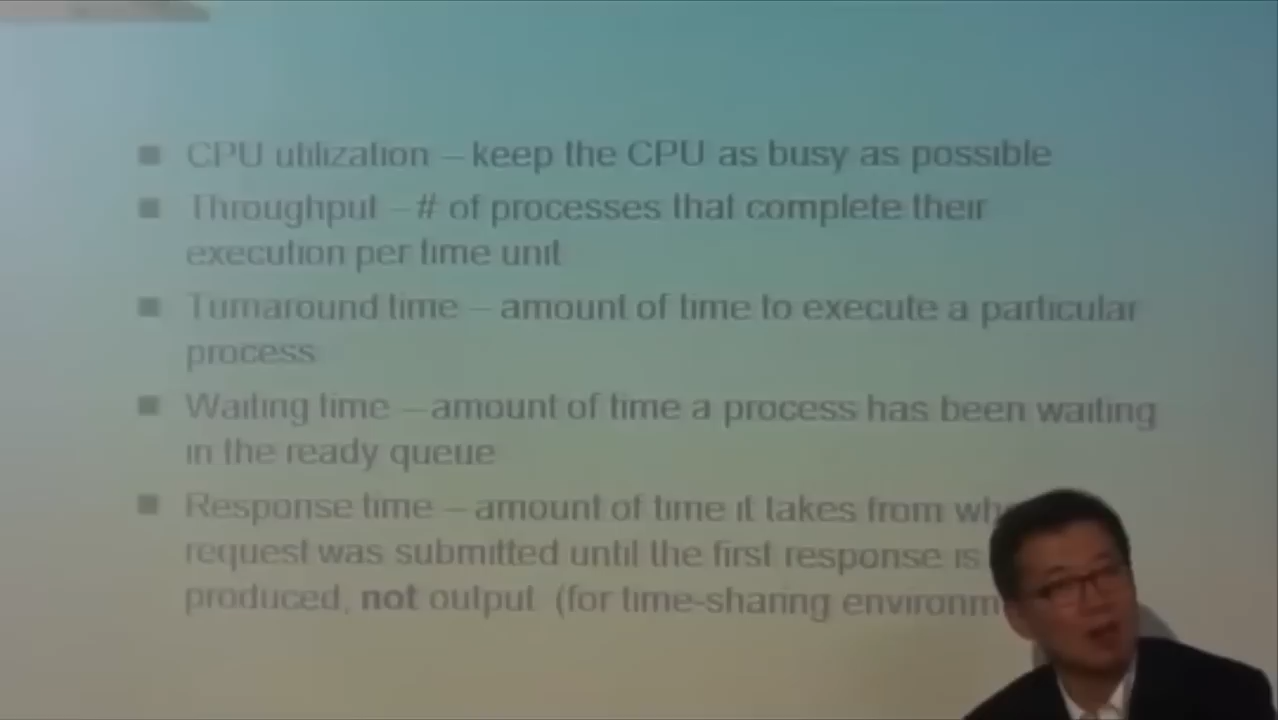 CPU utilization – keep the CPU as busy as possible
Throughput – # of processes that complete their
execution per time unit
Turnaround time – amount of time to execute a particular
process
Waiting time – amount of time a process has been waiting
in the ready queue
Response time – amount of time it takes from
request was submitted until the first response is
produced, not output (for time-sharing